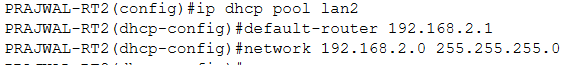 PRAJWAL-RT2(config)#ip dhcp pool lan2
PRAJWAL-RT2(dhcp-config)#default-router 192.168.2.1
PRAJWAL-RT2(dhcp-config)#network 192.168.2.0 255.255.255.0